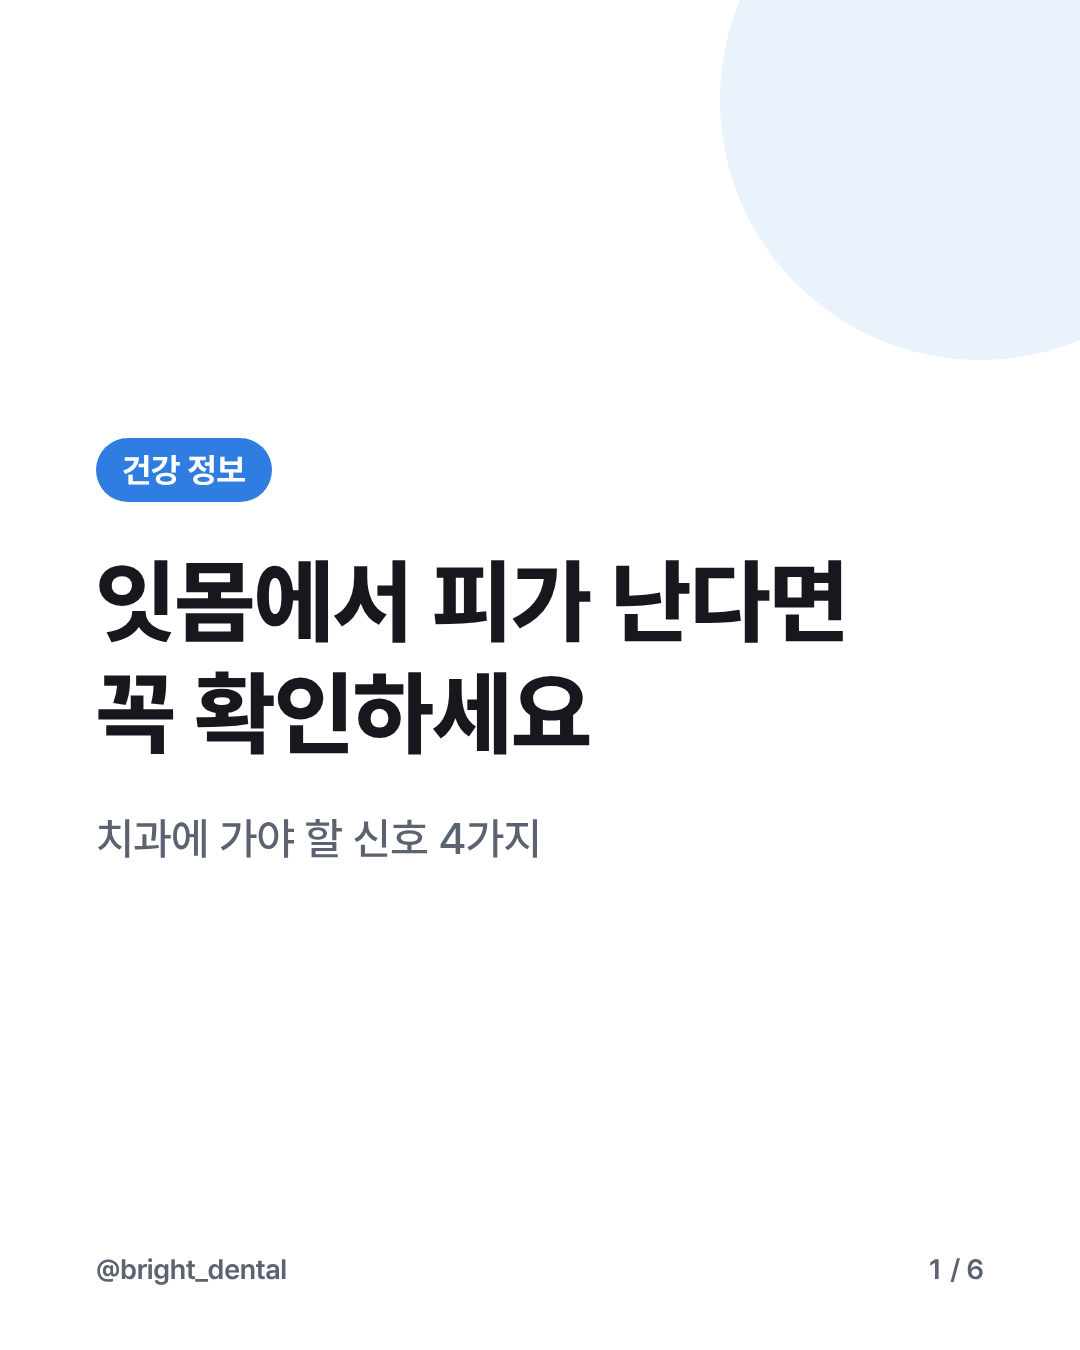 건강 정보
잇몸에서 피가 난다면
꼭 확인하세요
치과에 가야 할 신호 4가지
@bright_dental
1 / 6